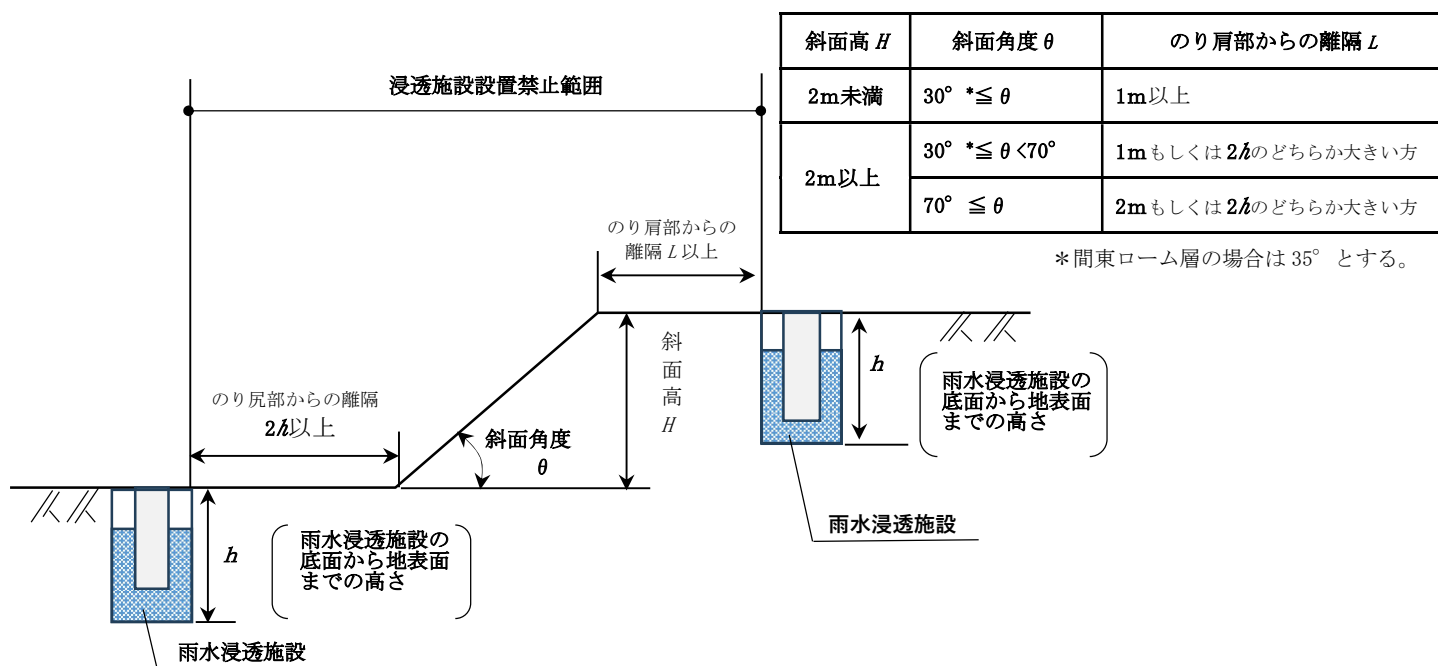 斜面高 H 斜面角度 θ のり肩部からの離隔 L
2m未満 30° *≦ θ 1m以上
2m以上 30° *≦ θ <70° 1mもしくは 2hのどちらか大きい方
70° ≦ θ 2mもしくは 2hのどちらか大きい方
＊関東ローム層の場合は 35° とする。
浸透施設設置禁止範囲
のり肩部からの
離隔 L 以上
斜
面
高
H
h
雨水浸透施設の
底面から地表面
までの高さ
のり尻部からの離隔
2h以上
斜面角度
θ
雨水浸透施設
h
雨水浸透施設の
底面から地表面
までの高さ
雨水浸透施設